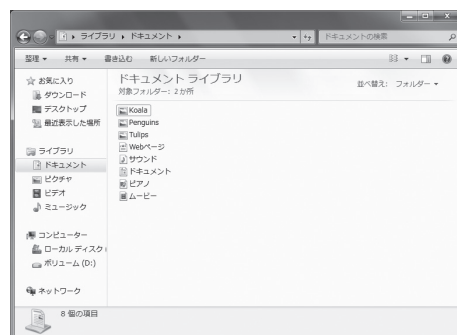 ライブラリ ▸ ドキュメント ▸
ドキュメントの検索
整理 ▼ 共有 ▼ 書き込む 新しいフォルダー
お気に入り
ダウンロード
デスクトップ
最近表示した場所
ライブラリ
ドキュメント
ピクチャ
ビデオ
ミュージック
コンピューター
ローカル ディスク (
ボリューム (D:)
ネットワーク
ドキュメント ライブラリ
対象フォルダー: 2 か所
並べ替え: フォルダー ▼
Koala
Penguins
Tulips
Webページ
サウンド
ドキュメント
ピアノ
ムービー
8 個の項目